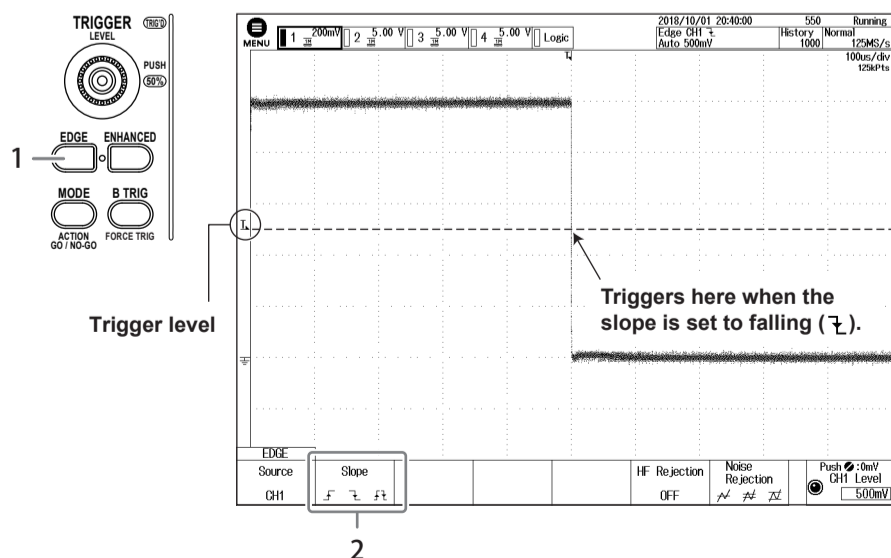 TRIGGER
TRIG'D
LEVEL
PUSH
50%
EDGE ENHANCED
1
MODE B TRIG
ACTION
GO / NO-GO
FORCE TRIG
Trigger level
MENU
1 200mV 2 5.00 V 3 5.00 V 4 5.00 V Logic
2018/10/01 20:40:00 550 Running
Edge CH1 History Normal
Auto 500mV 1000 125MS/s
100us/div
125kPts
Triggers here when the
slope is set to falling ( ).
EDGE
Source Slope HF Rejection Noise Rejection Push :0mV
CH1 Level
CH1 OFF 500mV
2